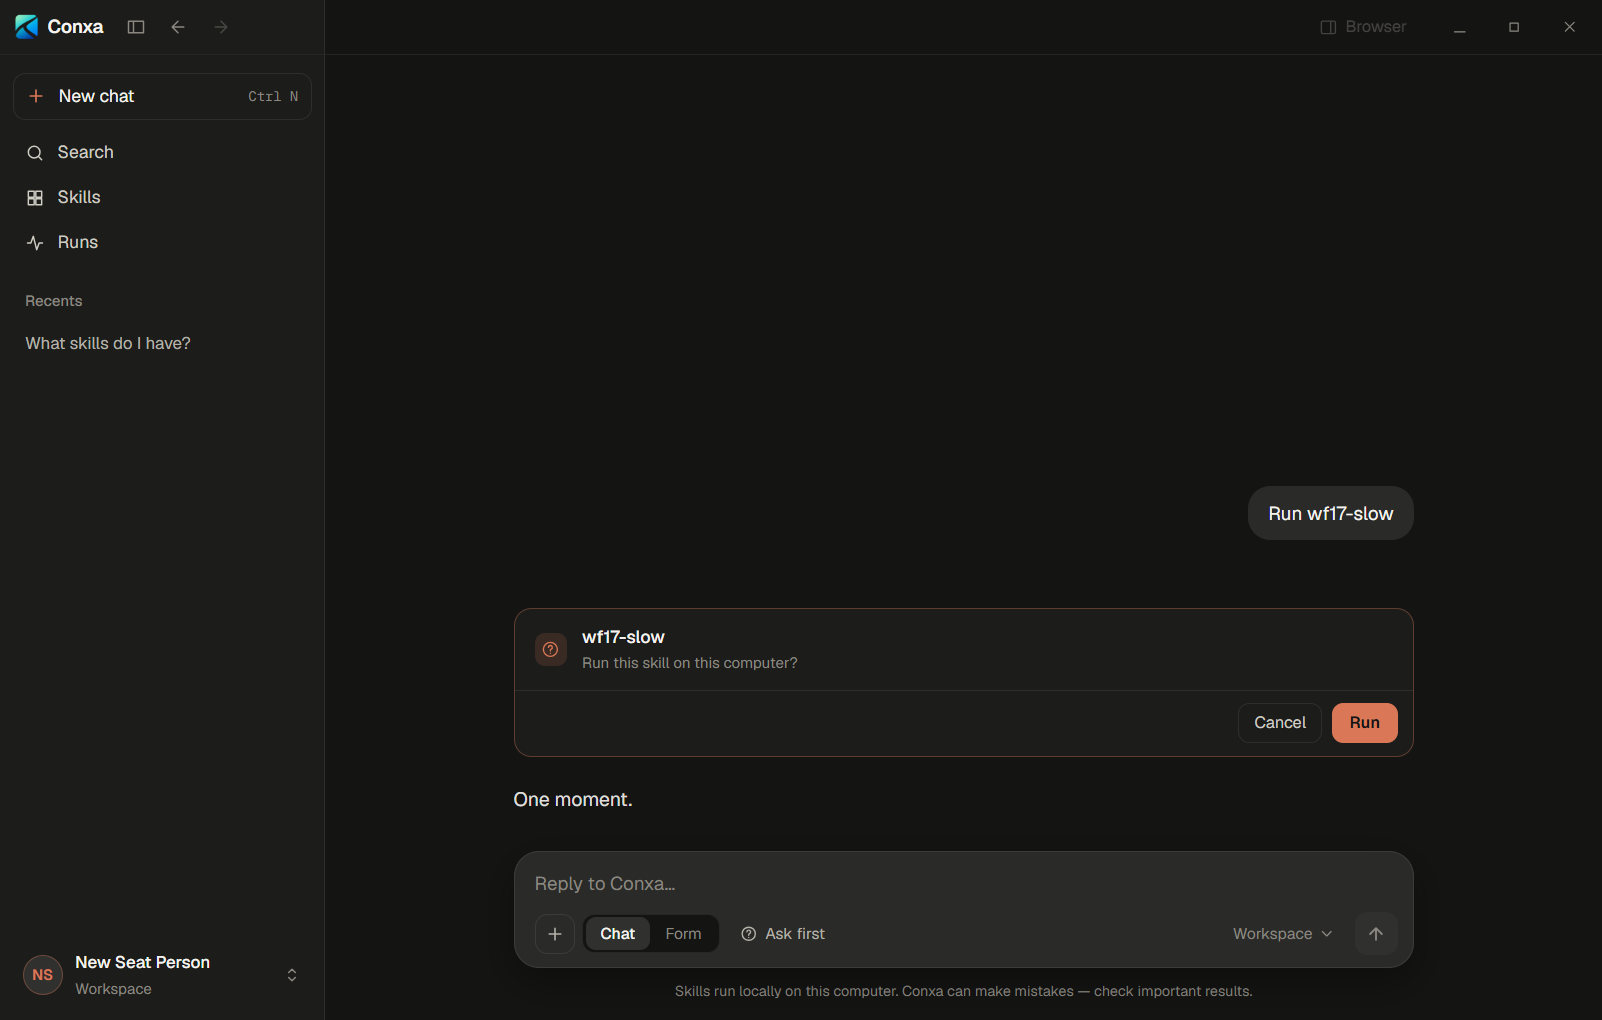 Conxa
Browser
New chat
Ctrl N
Search
Skills
Runs
Recents
What skills do I have?
Run wf17-slow
wf17-slow
Run this skill on this computer?
Cancel
Run
One moment.
Reply to Conxa...
Chat
Form
Ask first
Workspace
Skills run locally on this computer. Conxa can make mistakes — check important results.
NS
New Seat Person
Workspace